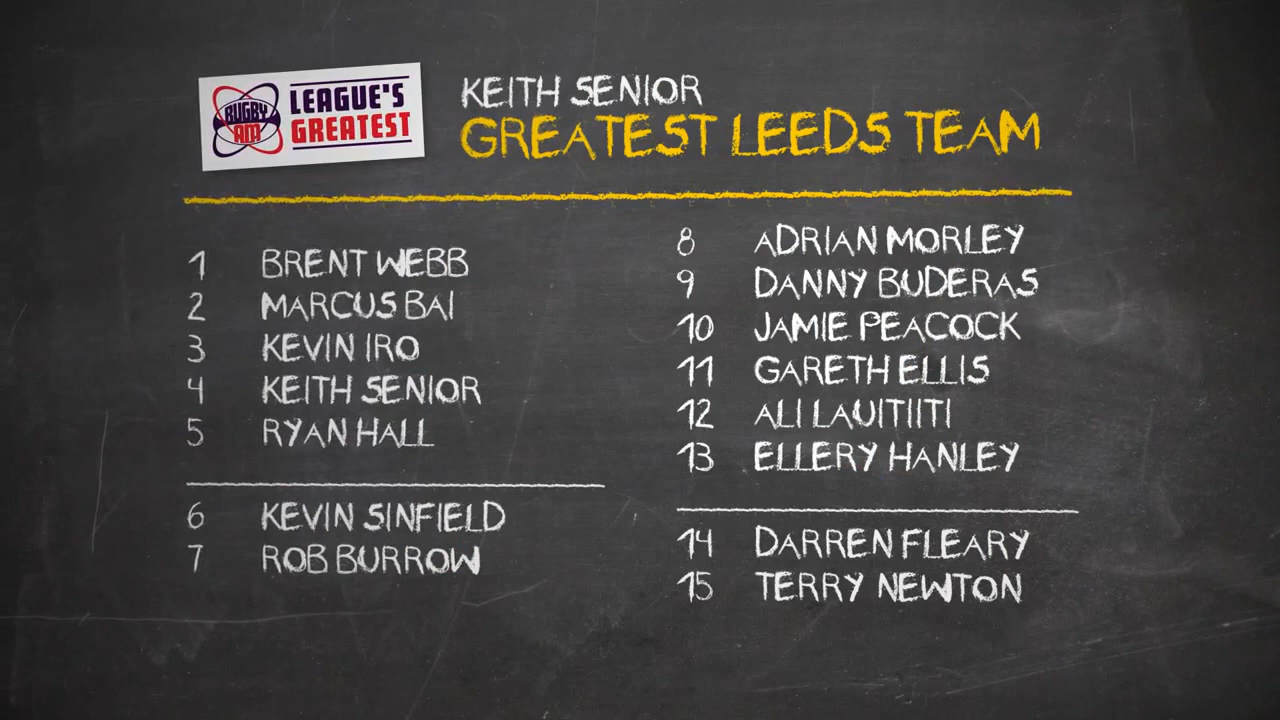 RUGBY AM
LEAGUE'S GREATEST
KEITH SENIOR
GREATEST LEEDS TEAM
1 BRENT WEBB
2 MARCUS BAI
3 KEVIN IRO
4 KEITH SENIOR
5 RYAN HALL
6 KEVIN SINFIELD
7 ROB BURROW
8 ADRIAN MORLEY
9 DANNY BUDERAS
10 JAMIE PEACOCK
11 GARETH ELLIS
12 ALI LAUITIITI
13 ELLERY HANLEY
14 DARREN FLEARY
15 TERRY NEWTON